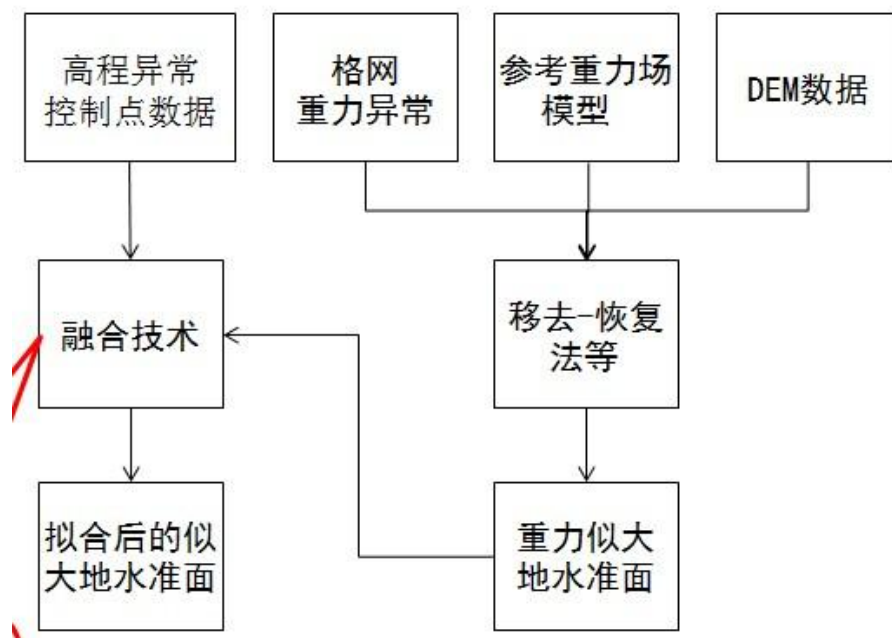 高程异常
控制点数据
格网
重力异常
参考重力场
模型
DEM数据
融合技术
移去-恢复
法等
拟合后的似
大地水准面
重力似大
地水准面